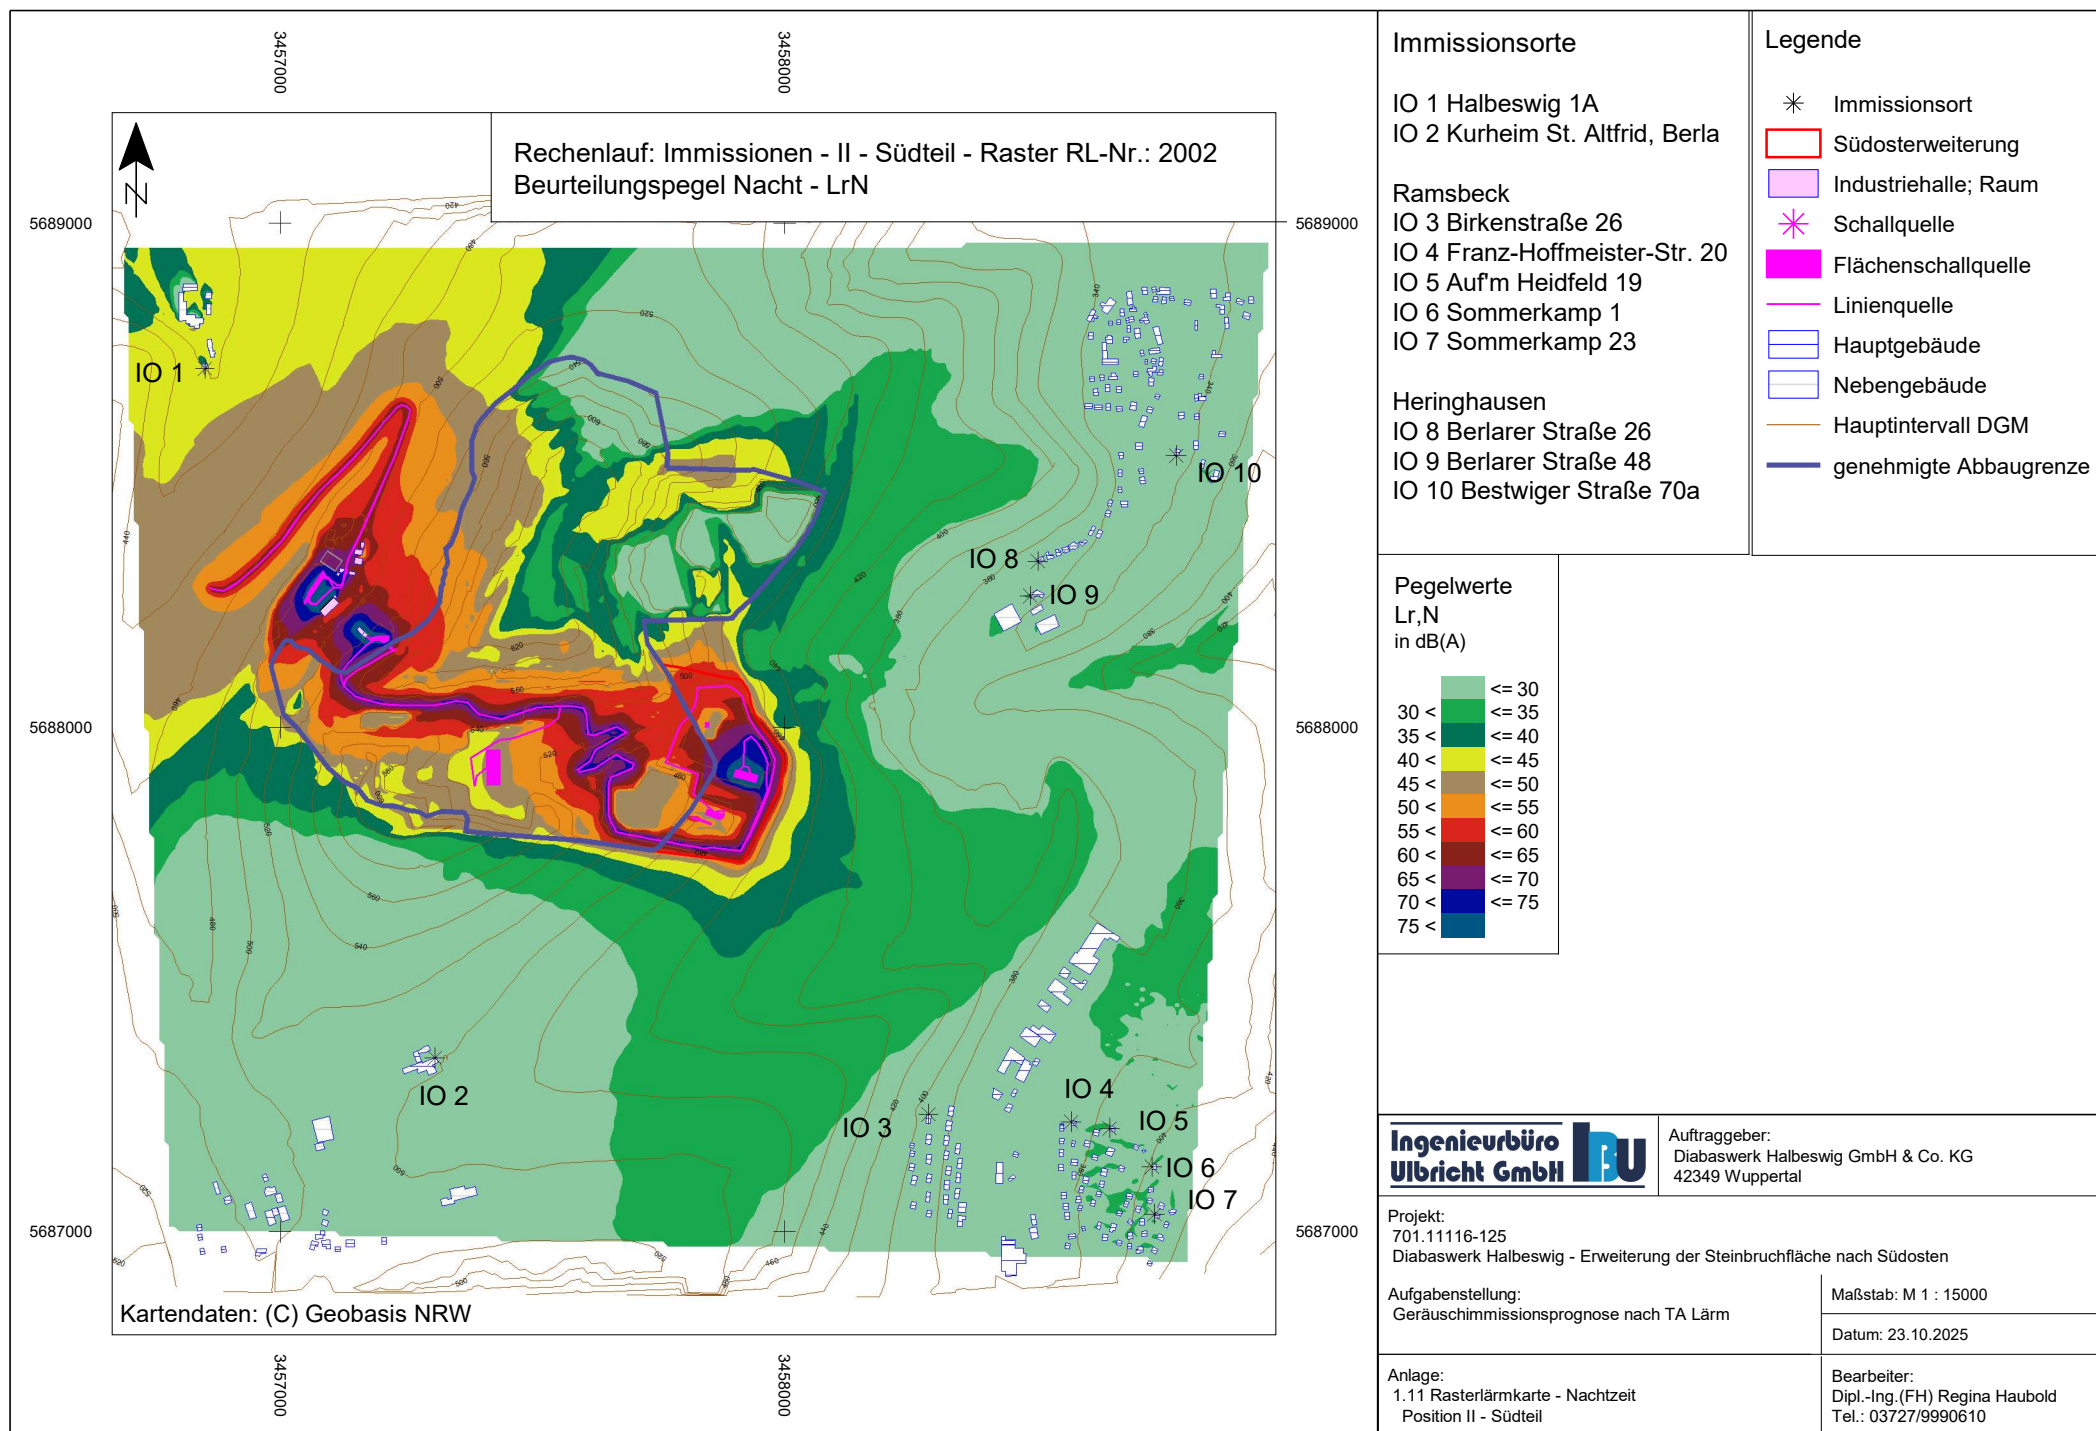 3457000
3458000
Rechenlauf: Immissionen - II - Südteil - Raster RL-Nr.: 2002
Beurteilungspegel Nacht - LrN
N
5689000
5689000
5688000
5688000
5687000
5687000
IO 1
IO 10
IO 8
IO 9
IO 2
IO 3
IO 4
IO 5
IO 6
IO 7
Kartendaten: (C) Geobasis NRW
3457000
3458000
Immissionsorte
IO 1 Halbeswig 1A
IO 2 Kurheim St. Altfrid, Berla
Ramsbeck
IO 3 Birkenstraße 26
IO 4 Franz-Hoffmeister-Str. 20
IO 5 Auf'm Heidfeld 19
IO 6 Sommerkamp 1
IO 7 Sommerkamp 23
Heringhausen
IO 8 Berlarer Straße 26
IO 9 Berlarer Straße 48
IO 10 Bestwiger Straße 70a
Legende
Immissionsort
Südosterweiterung
Industriehalle; Raum
Schallquelle
Flächenschallquelle
Linienquelle
Hauptgebäude
Nebengebäude
Hauptintervall DGM
genehmigte Abbaugrenze
Pegelwerte
Lr,N
in dB(A)
<= 30
30 < <= 35
35 < <= 40
40 < <= 45
45 < <= 50
50 < <= 55
55 < <= 60
60 < <= 65
65 < <= 70
70 < <= 75
75 <
Ingenieurbüro
Ulbricht GmbH
IBU
Auftraggeber:
Diabaswerk Halbeswig GmbH & Co. KG
42349 Wuppertal
Projekt:
701.11116-125
Diabaswerk Halbeswig - Erweiterung der Steinbruchfläche nach Südosten
Aufgabenstellung:
Geräuschimmissionsprognose nach TA Lärm
Maßstab: M 1 : 15000
Datum: 23.10.2025
Anlage:
1.11 Rasterlärmkarte - Nachtzeit
Position II - Südteil
Bearbeiter:
Dipl.-Ing.(FH) Regina Haubold
Tel.: 03727/9990610